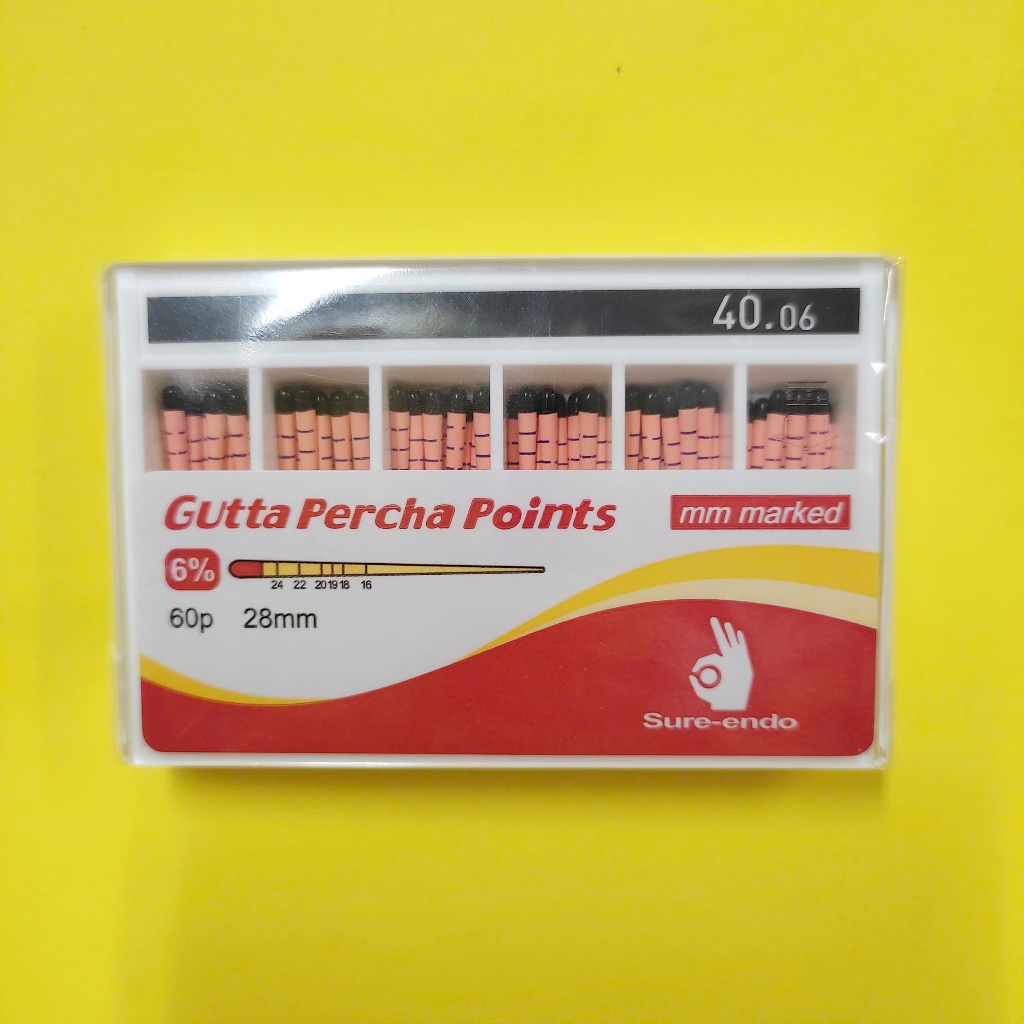 40.06
Gutta Percha Points mm marked
6%
24 22 20 19 18 16
60p 28mm
Sure-endo